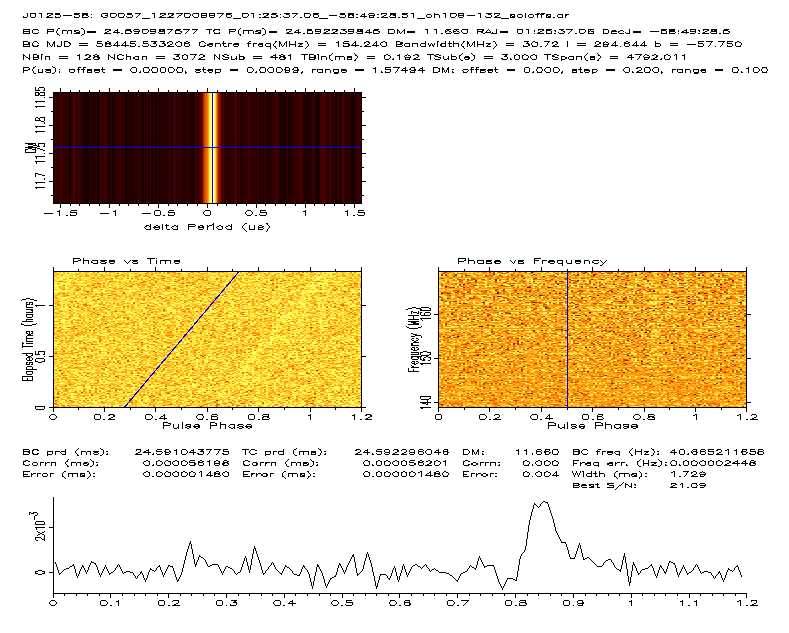 J0125-58: G0057_1227009976_01:25:37.06_-58:49:28.51_ch109-132_soloffs.ar
BC P(ms)= 24.590987677 TC P(ms)= 24.592239846 DM= 11.660 RAJ= 01:25:37.06 DecJ= -58:49:28.6
BC MJD = 58445.533206 Centre freq(MHz) = 154.240 Bandwidth(MHz) = 30.72 l = 294.644 b = -57.750
NBin = 128 NChan = 3072 NSub = 481 TBin(ms) = 0.192 TSub(s) = 3.000 TSpan(s) = 4792.011
P(us): offset = 0.00000, step = 0.00099, range = 1.57494 DM: offset = 0.000, step = 0.200, range = 0.100
11.85
11.8
11.75
11.7
DM
-1.5 -1 -0.5 0 0.5 1 1.5
delta Period (us)
Phase vs Time
1
0.5
0
Elapsed Time (hours)
0 0.2 0.4 0.6 0.8 1 1.2
Pulse Phase
Phase vs Frequency
160
150
140
Frequency (MHz)
0 0.2 0.4 0.6 0.8 1 1.2
Pulse Phase
BC prd (ms): 24.591043775 TC prd (ms): 24.592296046 DM: 11.660 BC freq (Hz): 40.665211658
Corrn (ms): 0.000056198 Corrn (ms): 0.000056201 Corrn: 0.000 Freq err. (Hz): 0.000002448
Error (ms): 0.000001480 Error (ms): 0.000001480 Error: 0.004 Width (ms): 1.729
Best S/N: 21.09
2x10⁻³
0
0 0.1 0.2 0.3 0.4 0.5 0.6 0.7 0.8 0.9 1 1.1 1.2